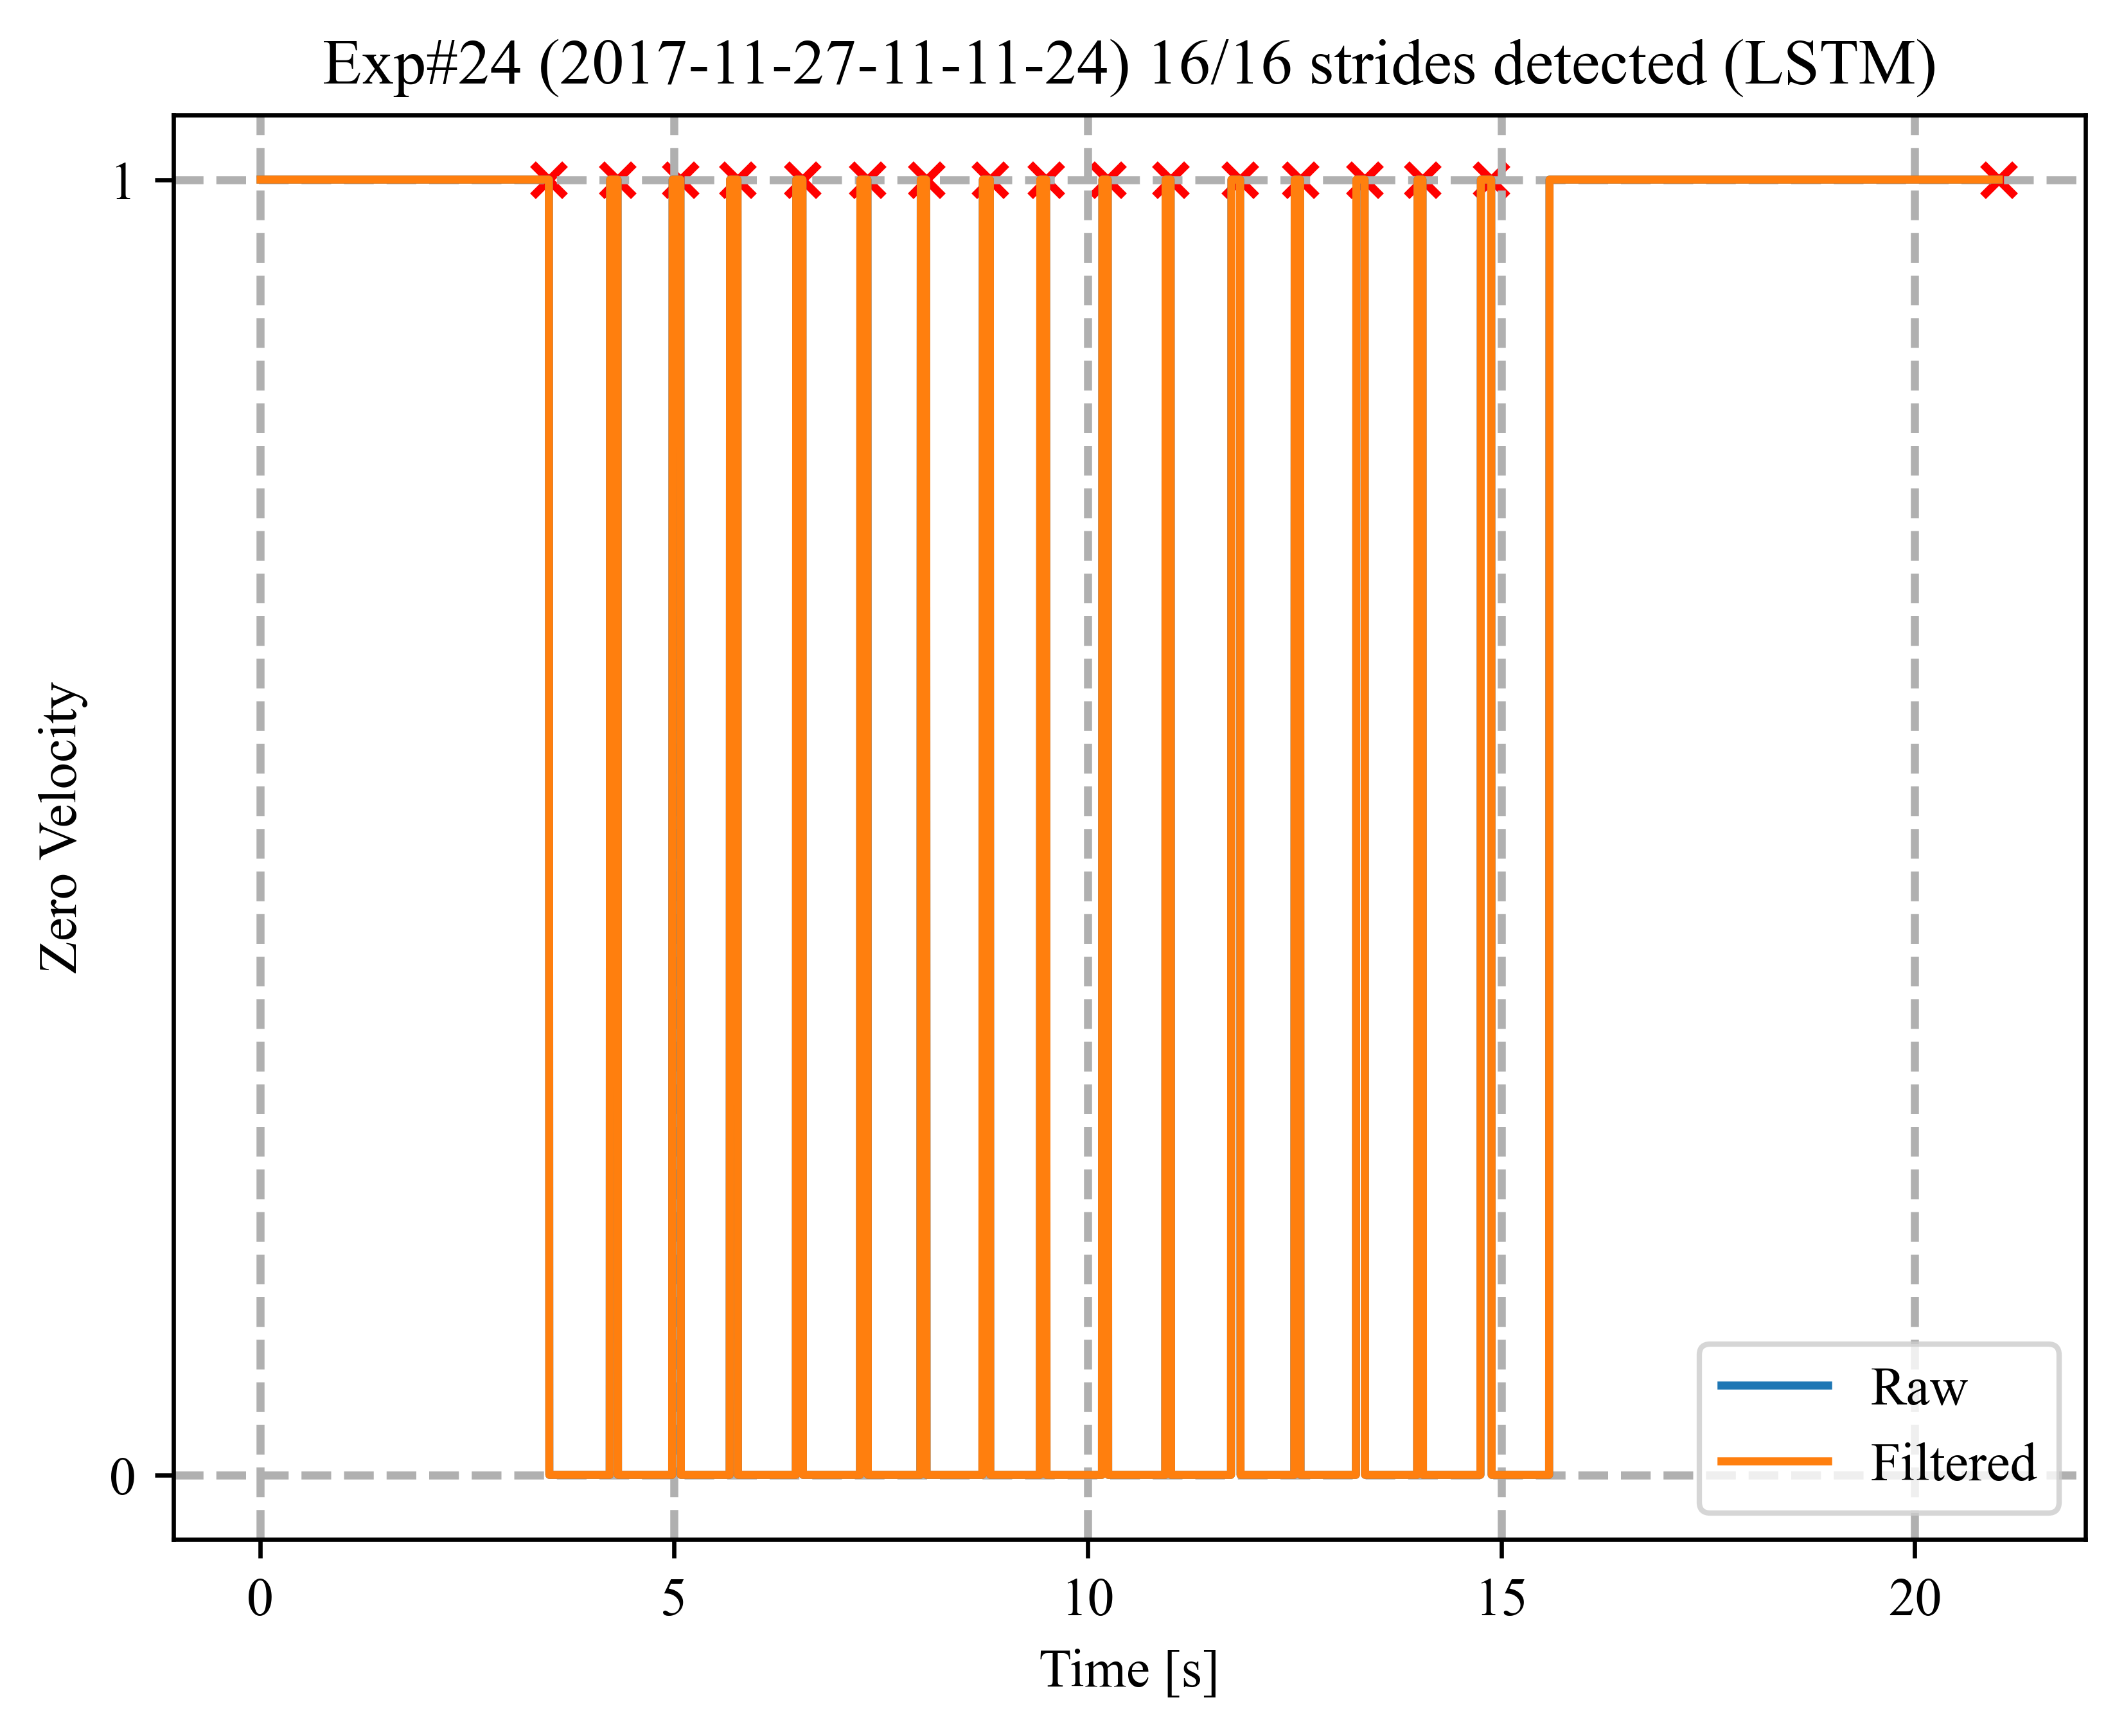 Exp#24 (2017-11-27-11-11-24) 16/16 strides detected (LSTM)
1
Zero Velocity
0
Raw
Filtered
0 5 10 15 20
Time [s]